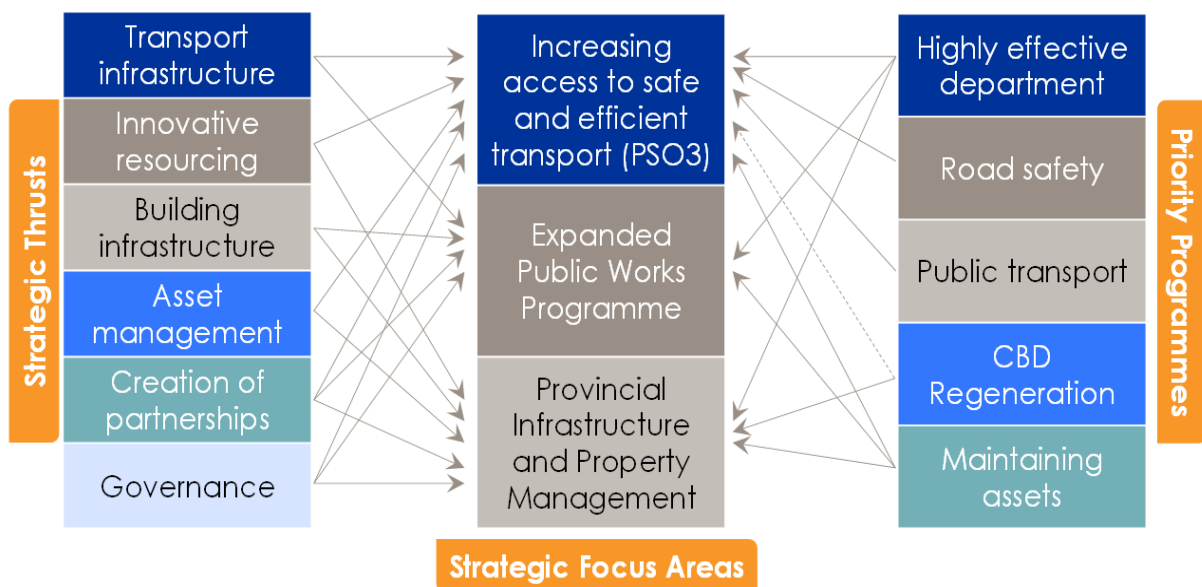 Strategic Thrusts
Transport
infrastructure
Innovative
resourcing
Building
infrastructure
Asset
management
Creation of
partnerships
Governance
Increasing
access to safe
and efficient
transport (PSO3)
Expanded
Public Works
Programme
Provincial
Infrastructure
and Property
Management
Strategic Focus Areas
Highly effective
department
Road safety
Public transport
CBD
Regeneration
Maintaining
assets
Priority Programmes